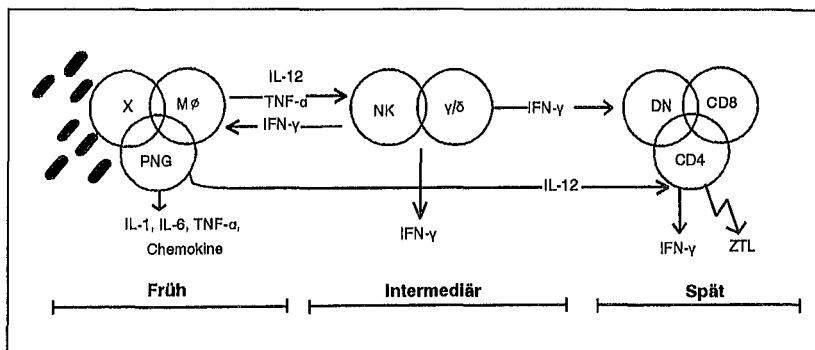 IL-12
TNF-α
IFN-γ
X
MØ
PNG
IL-1, IL-6, TNF-α,
Chemokine
NK
γ/δ
IFN-γ
IFN-γ
IL-12
DN
CD8
CD4
IFN-γ
ZTL
Früh
Intermediär
Spät